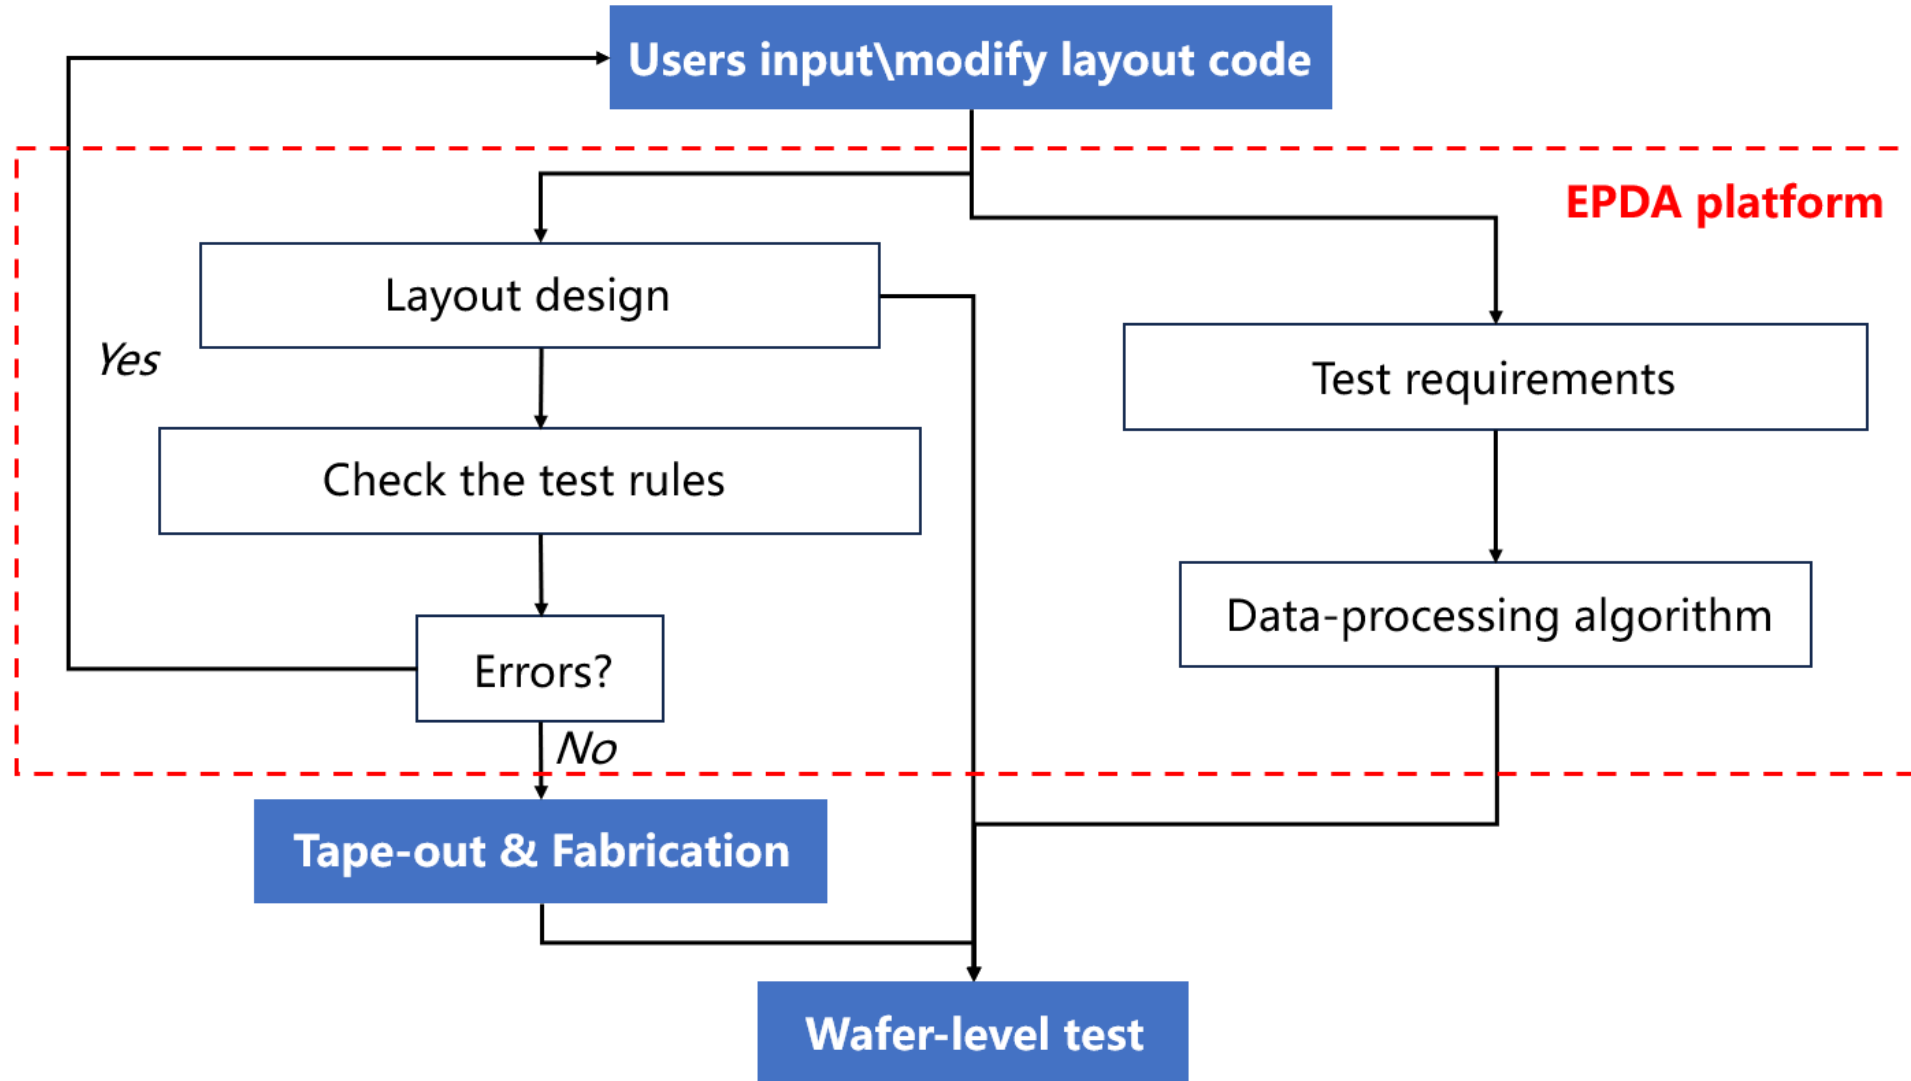 Users input\modify layout code
EPDA platform
Layout design
Yes
Test requirements
Check the test rules
Data-processing algorithm
Errors?
No
Tape-out & Fabrication
Wafer-level test